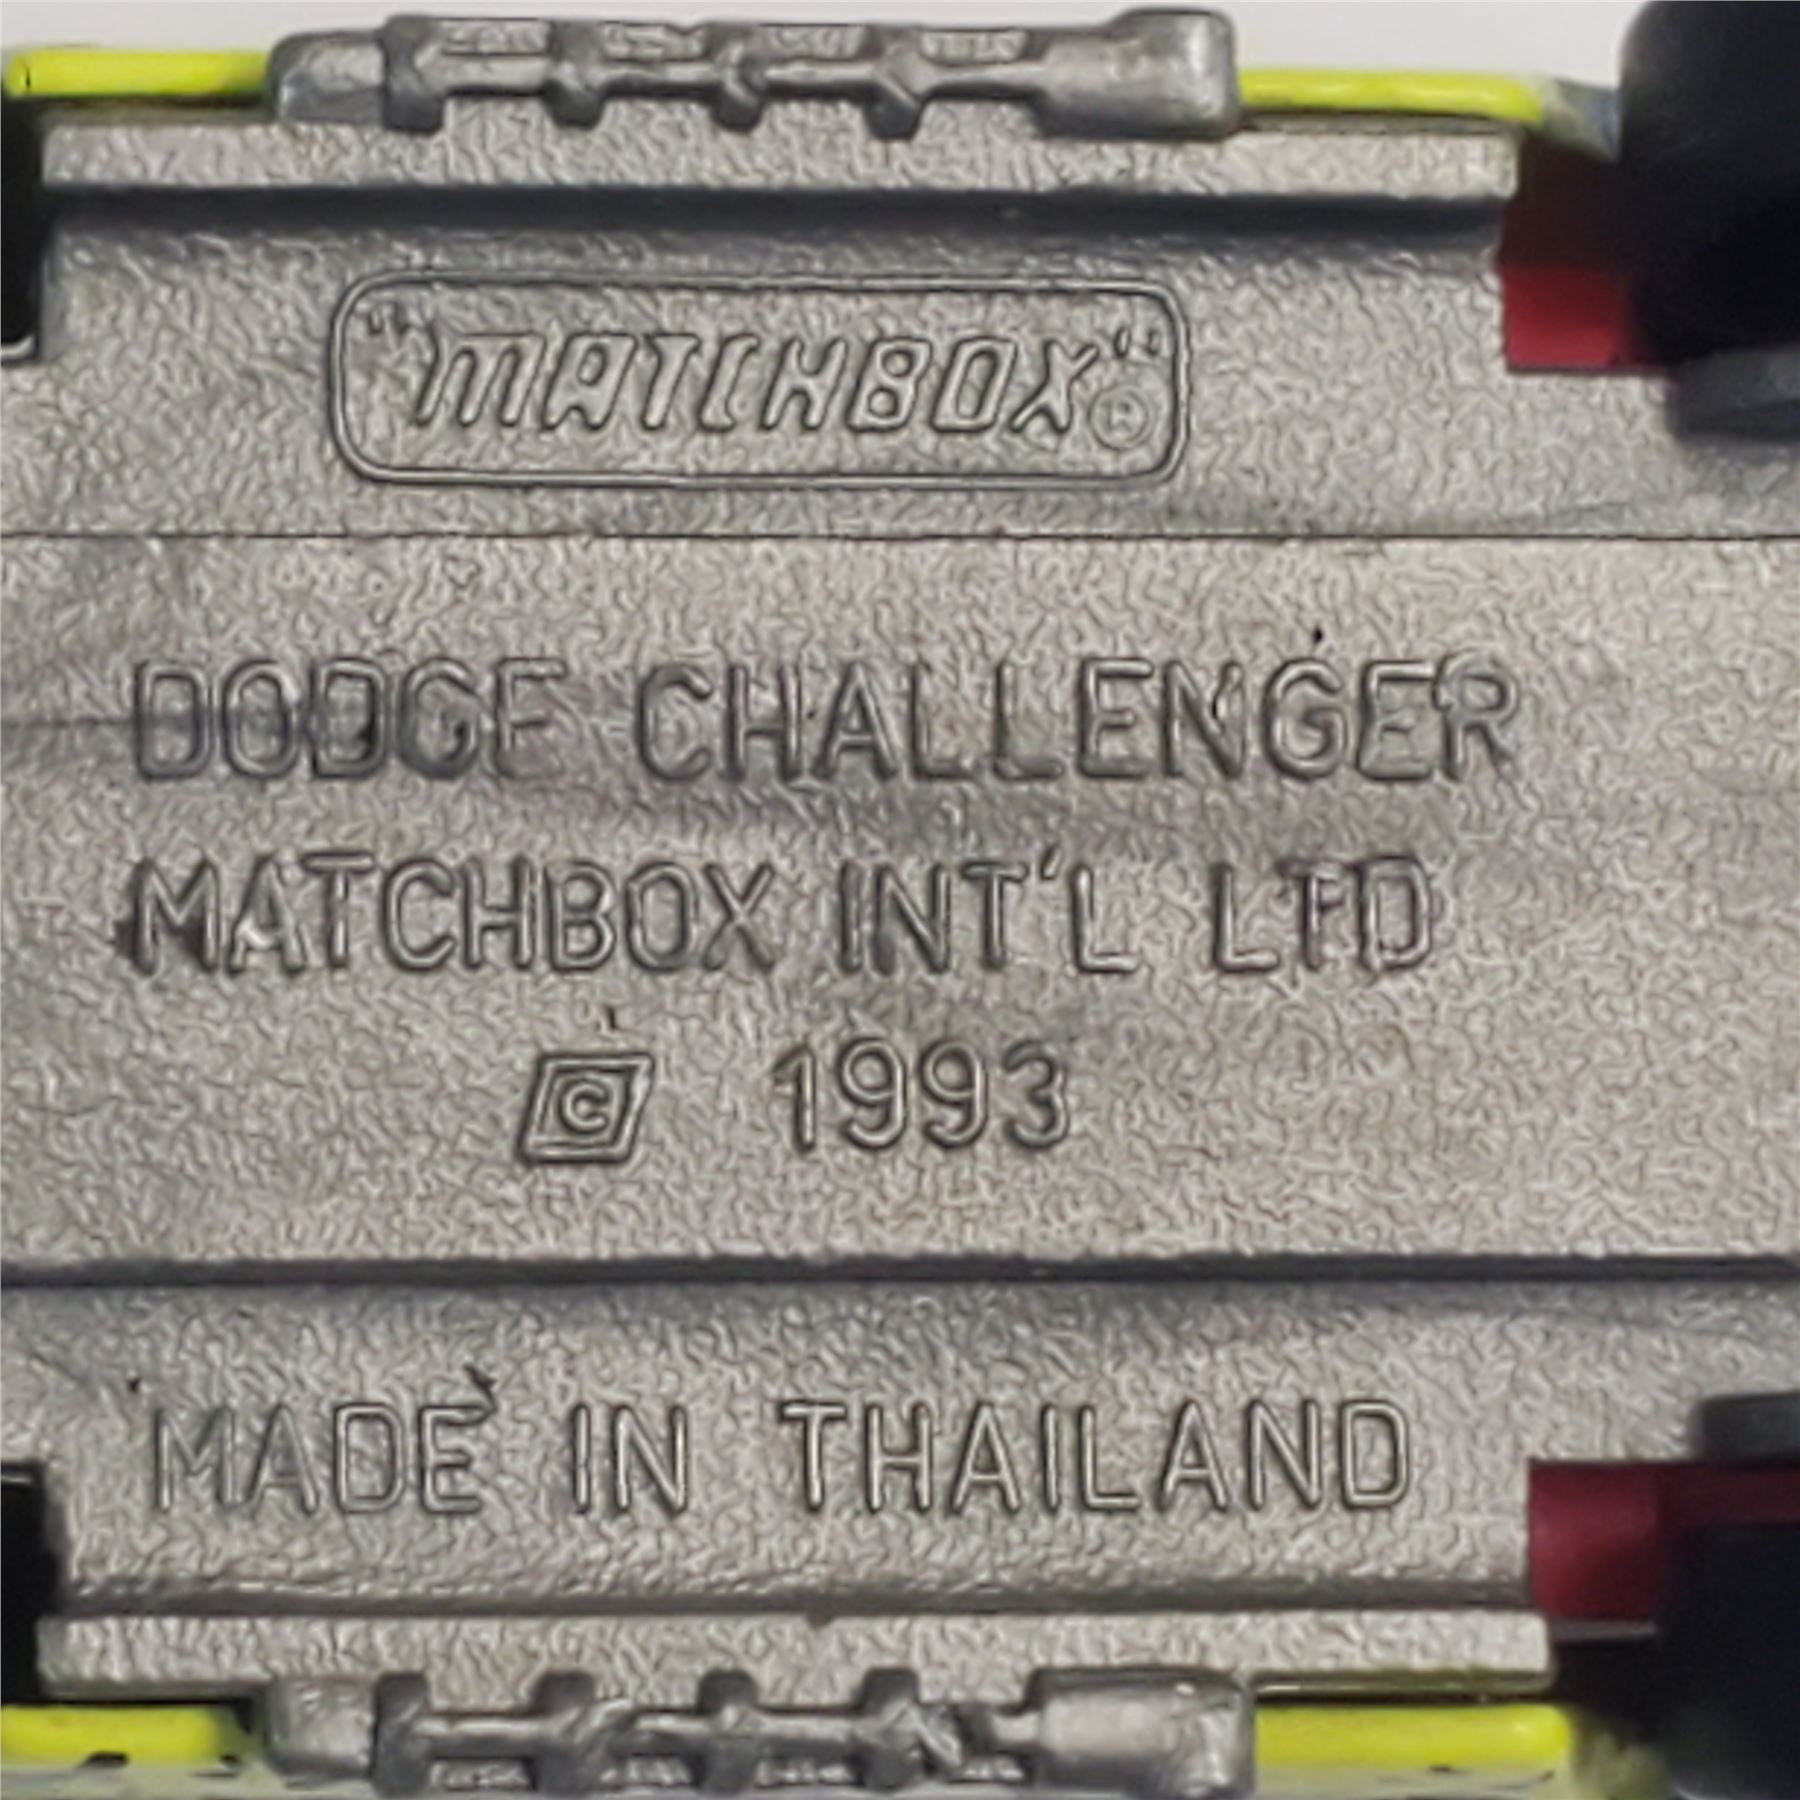 "MATCHBOX"®
DODGE CHALLENGER
MATCHBOX INT'L LTD
© 1993
MADE IN THAILAND